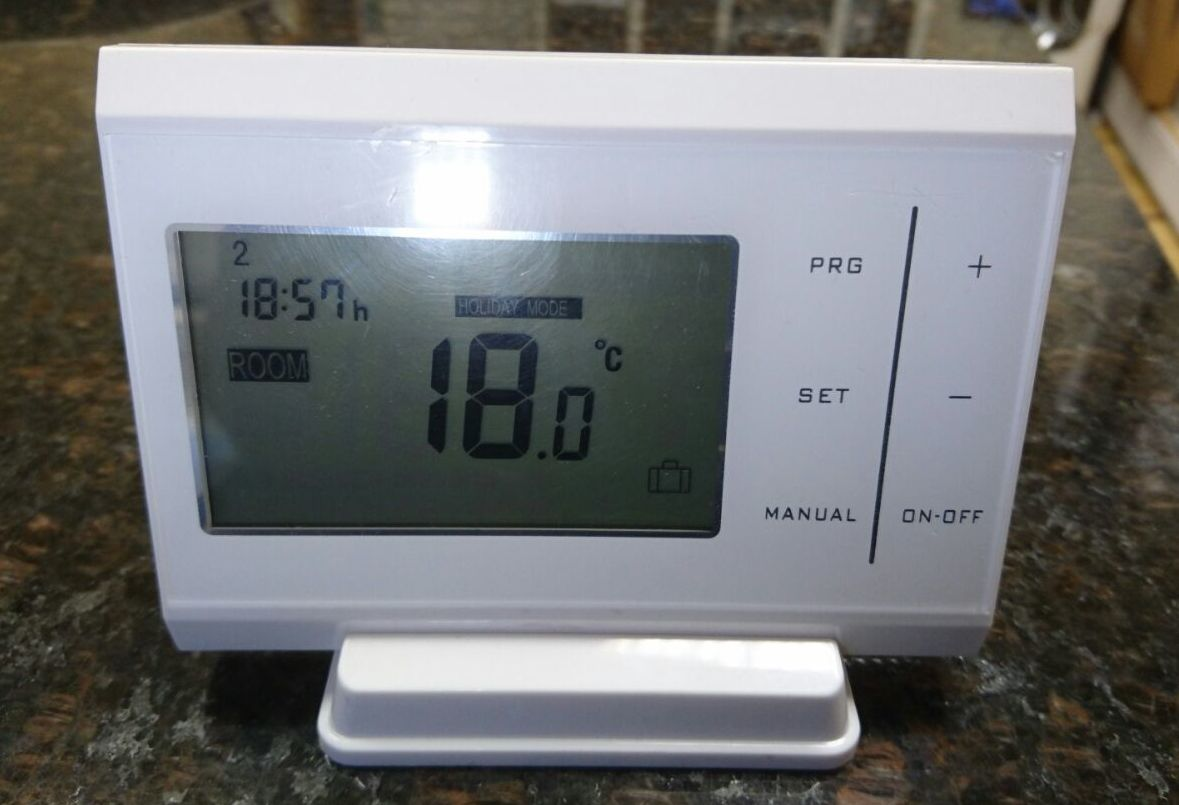 2
18:57h
HOLIDAY MODE
ROOM
18.0 °C
PRG
+
SET
−
MANUAL
ON-OFF